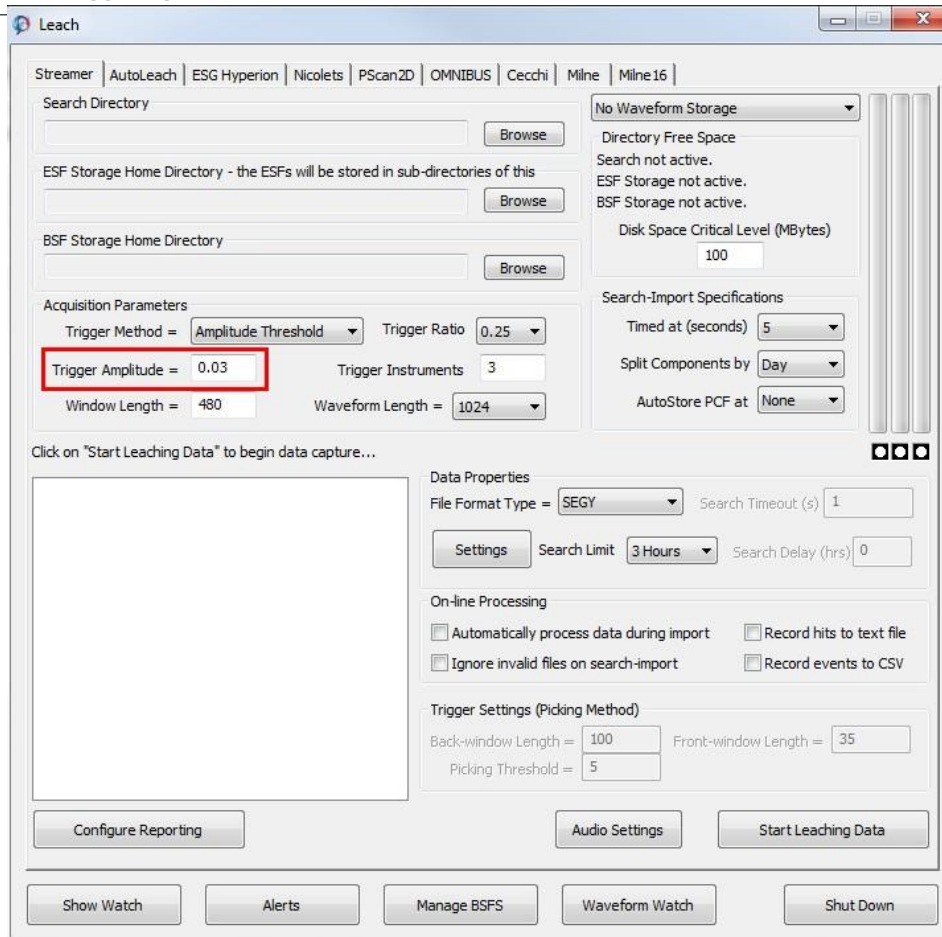 Leach
Streamer AutoLeach ESG Hyperion Nicolets PScan2D OMNIBUS Cecchi Milne Milne16
Search Directory
Browse
ESF Storage Home Directory - the ESFs will be stored in sub-directories of this
Browse
BSF Storage Home Directory
Browse
No Waveform Storage
Directory Free Space
Search not active.
ESF Storage not active.
BSF Storage not active.
Disk Space Critical Level (MBytes)
100
Acquisition Parameters
Trigger Method = Amplitude Threshold Trigger Ratio 0.25
Trigger Amplitude = 0.03 Trigger Instruments 3
Window Length = 480 Waveform Length = 1024
Search-Import Specifications
Timed at (seconds) 5
Split Components by Day
AutoStore PCF at None
Click on "Start Leaching Data" to begin data capture...
Data Properties
File Format Type = SEGY Search Timeout (s) 1
Settings Search Limit 3 Hours Search Delay (hrs) 0
On-line Processing
Automatically process data during import Record hits to text file
Ignore invalid files on search-import Record events to CSV
Trigger Settings (Picking Method)
Back-window Length = 100 Front-window Length = 35
Picking Threshold = 5
Configure Reporting Audio Settings Start Leaching Data
Show Watch Alerts Manage BSFS Waveform Watch Shut Down